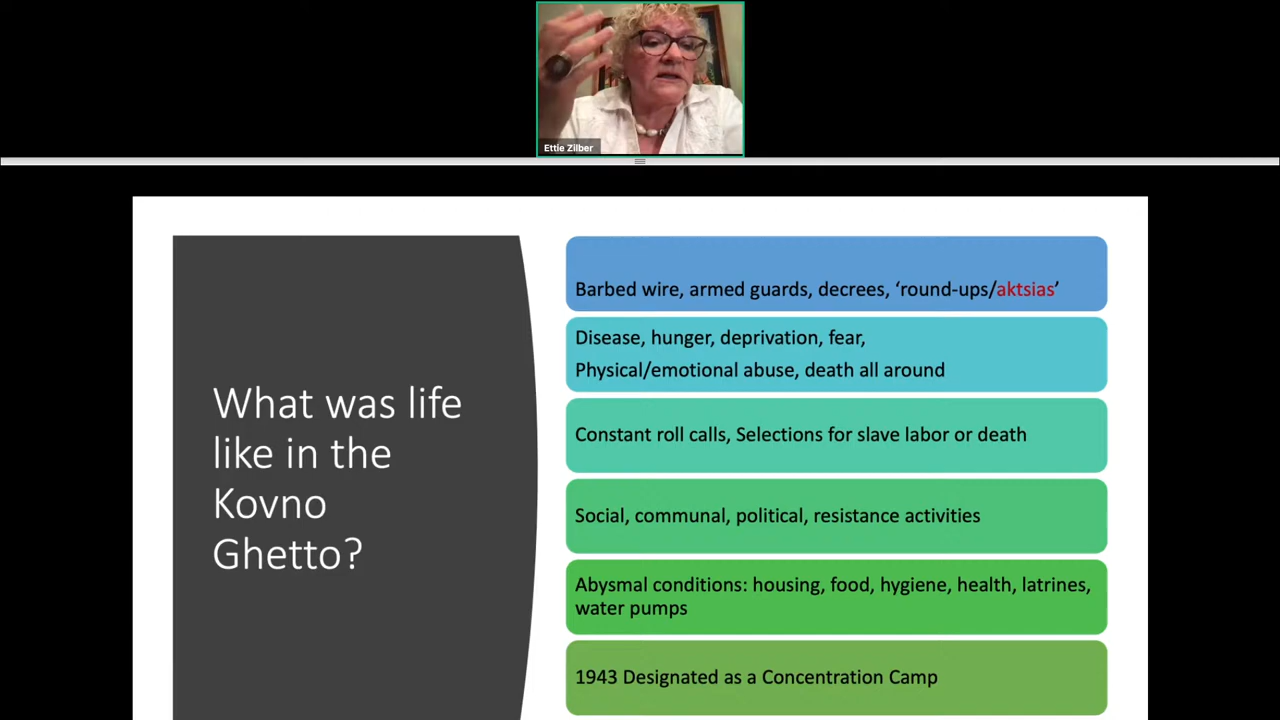 Ettie Zilber
What was life
like in the
Kovno
Ghetto?
Barbed wire, armed guards, decrees, ‘round-ups/aktsias’
Disease, hunger, deprivation, fear,
Physical/emotional abuse, death all around
Constant roll calls, Selections for slave labor or death
Social, communal, political, resistance activities
Abysmal conditions: housing, food, hygiene, health, latrines,
water pumps
1943 Designated as a Concentration Camp